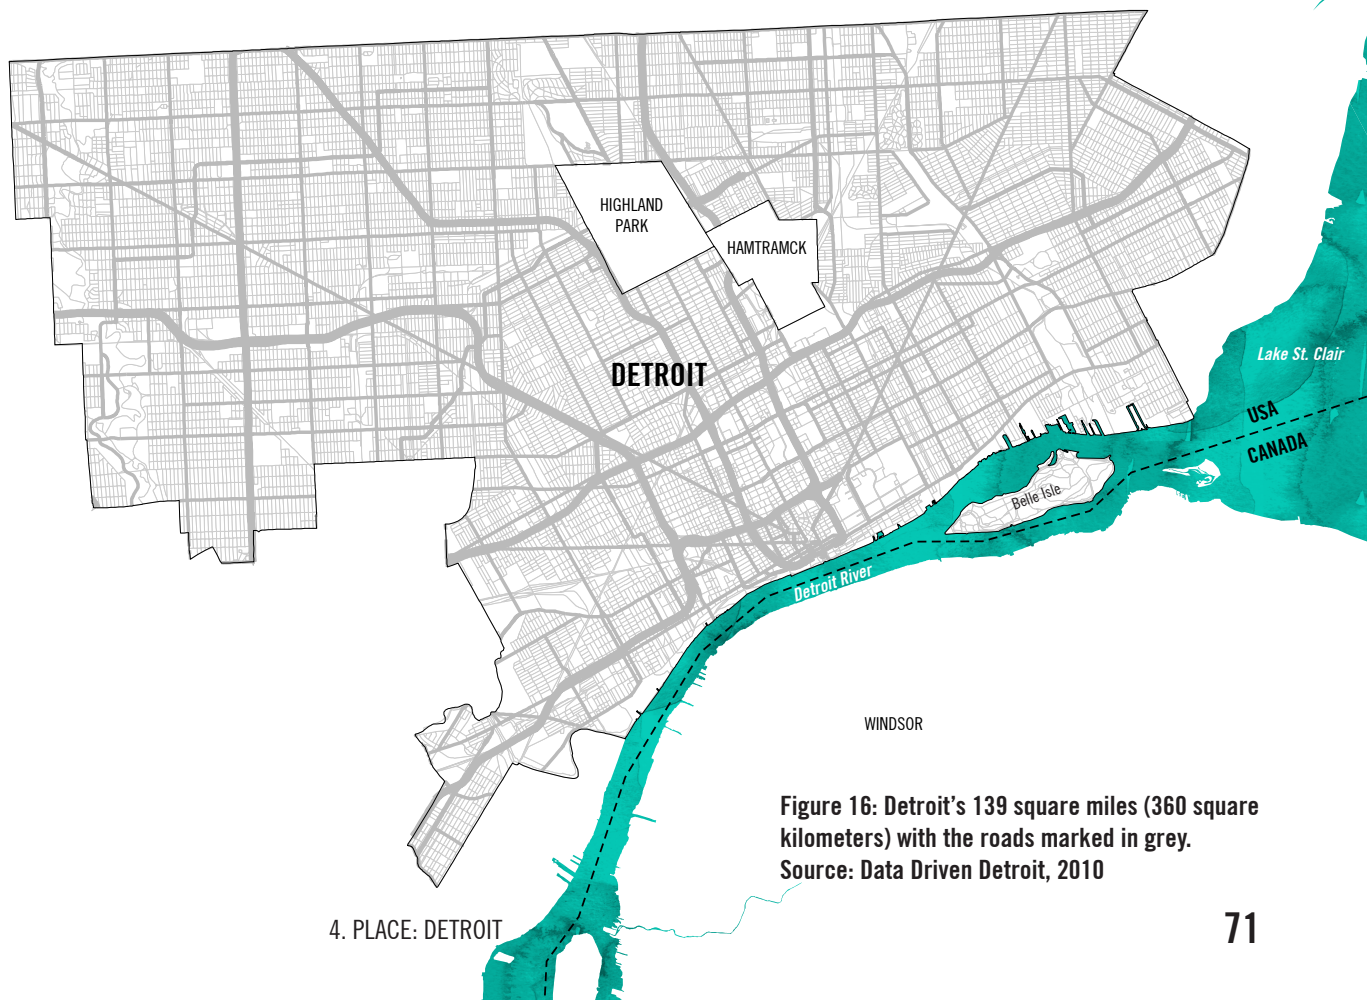 HIGHLAND
PARK
HAMTRAMCK
DETROIT
Lake St. Clair
USA
CANADA
Belle Isle
Detroit River
WINDSOR
Figure 16: Detroit’s 139 square miles (360 square
kilometers) with the roads marked in grey.
Source: Data Driven Detroit, 2010
4. PLACE: DETROIT
71